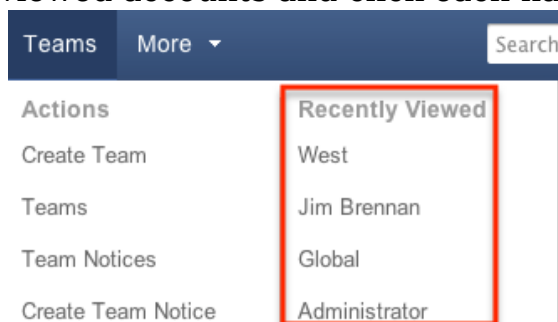 Teams More Search
Actions Recently Viewed
Create Team West
Teams Jim Brennan
Team Notices Global
Create Team Notice Administrator